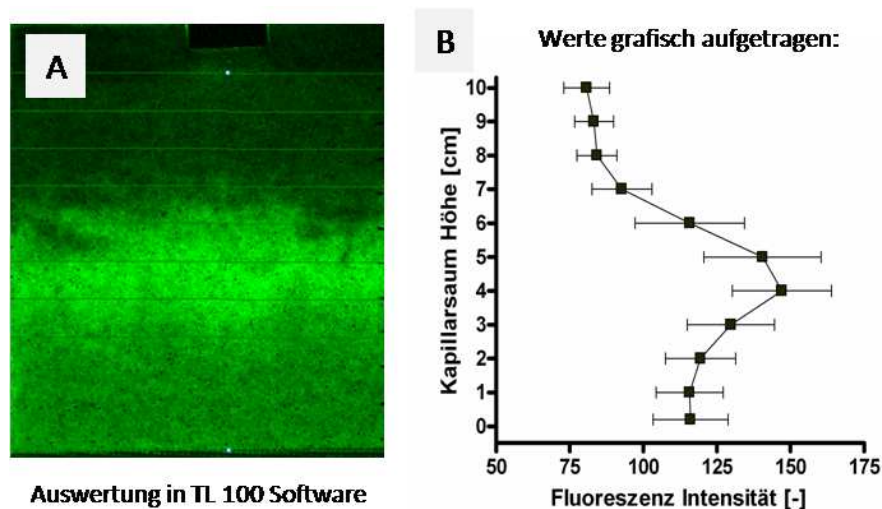 A
Auswertung in TL 100 Software
B
Werte grafisch aufgetragen:
Kapillarsaum Höhe [cm]
10
9
8
7
6
5
4
3
2
1
0
50 75 100 125 150 175
Fluoreszenz Intensität [-]